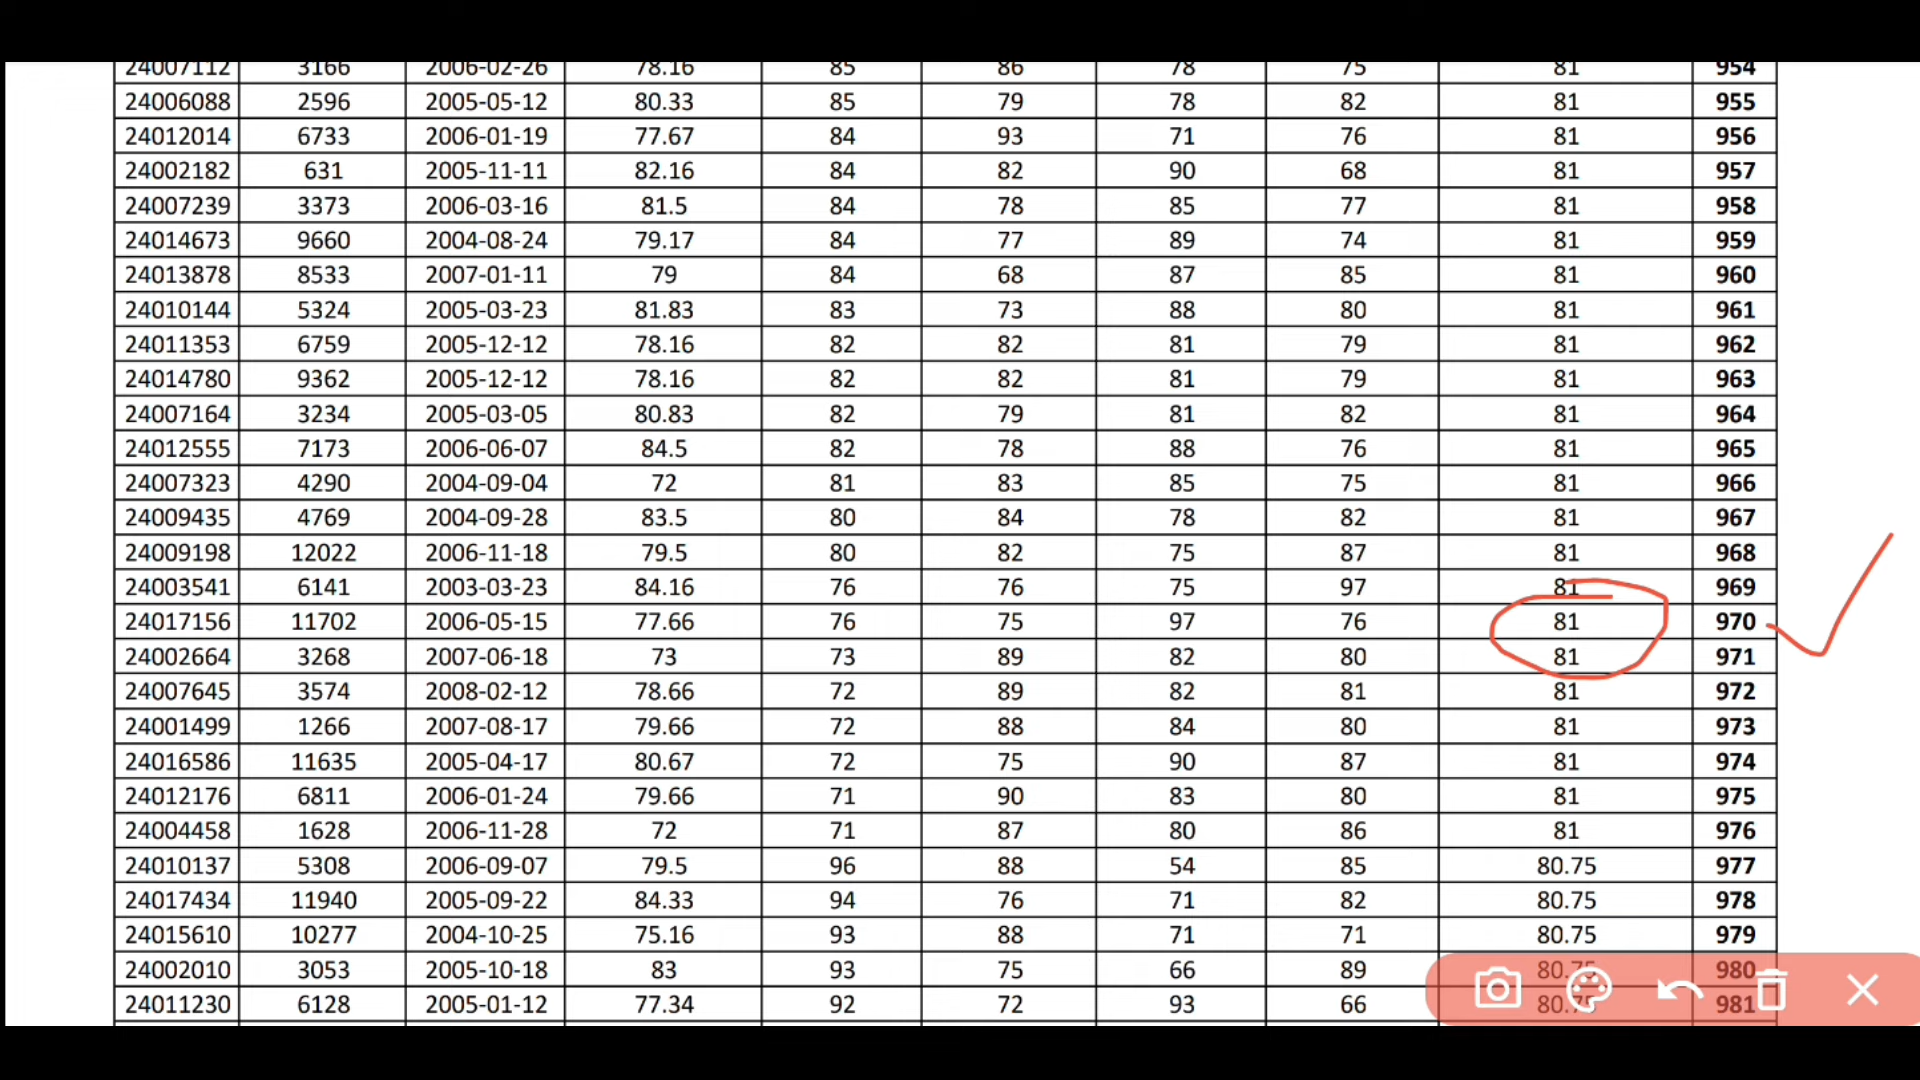 24007112 3166 2006-02-26 78.16 85 86 78 75 81 954
24006088 2596 2005-05-12 80.33 85 79 78 82 81 955
24012014 6733 2006-01-19 77.67 84 93 71 76 81 956
24002182 631 2005-11-11 82.16 84 82 90 68 81 957
24007239 3373 2006-03-16 81.5 84 78 85 77 81 958
24014673 9660 2004-08-24 79.17 84 77 89 74 81 959
24013878 8533 2007-01-11 79 84 68 87 85 81 960
24010144 5324 2005-03-23 81.83 83 73 88 80 81 961
24011353 6759 2005-12-12 78.16 82 82 81 79 81 962
24014780 9362 2005-12-12 78.16 82 82 81 79 81 963
24007164 3234 2005-03-05 80.83 82 79 81 82 81 964
24012555 7173 2006-06-07 84.5 82 78 88 76 81 965
24007323 4290 2004-09-04 72 81 83 85 75 81 966
24009435 4769 2004-09-28 83.5 80 84 78 82 81 967
24009198 12022 2006-11-18 79.5 80 82 75 87 81 968
24003541 6141 2003-03-23 84.16 76 76 75 97 81 969
24017156 11702 2006-05-15 77.66 76 75 97 76 81 970
24002664 3268 2007-06-18 73 73 89 82 80 81 971
24007645 3574 2008-02-12 78.66 72 89 82 81 81 972
24001499 1266 2007-08-17 79.66 72 88 84 80 81 973
24016586 11635 2005-04-17 80.67 72 75 90 87 81 974
24012176 6811 2006-01-24 79.66 71 90 83 80 81 975
24004458 1628 2006-11-28 72 71 87 80 86 81 976
24010137 5308 2006-09-07 79.5 96 88 54 85 80.75 977
24017434 11940 2005-09-22 84.33 94 76 71 82 80.75 978
24015610 10277 2004-10-25 75.16 93 88 71 71 80.75 979
24002010 3053 2005-10-18 83 93 75 66 89 80.75 980
24011230 6128 2005-01-12 77.34 92 72 93 66 80.75 981